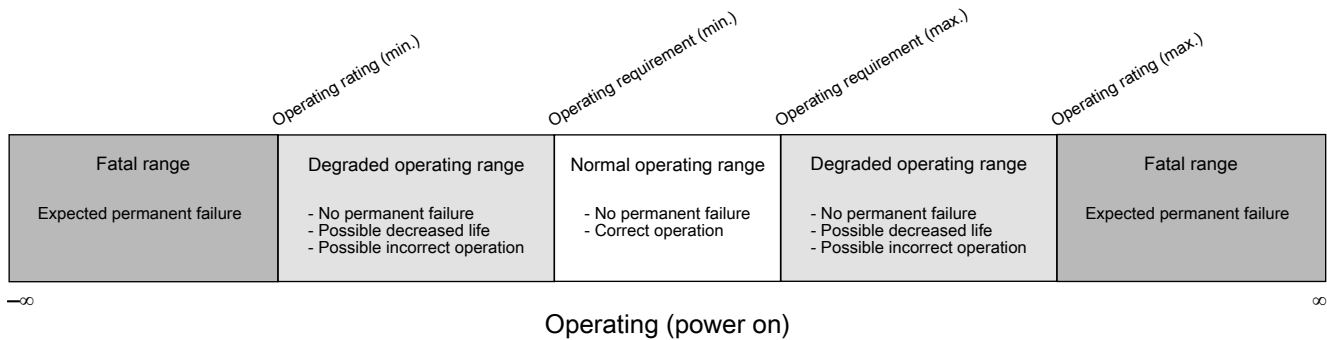 Operating rating (min.)
Operating requirement (min.)
Operating requirement (max.)
Operating rating (max.)
Fatal range
Expected permanent failure
Degraded operating range
- No permanent failure
- Possible decreased life
- Possible incorrect operation
Normal operating range
- No permanent failure
- Correct operation
Degraded operating range
- No permanent failure
- Possible decreased life
- Possible incorrect operation
Fatal range
Expected permanent failure
–∞
∞
Operating (power on)